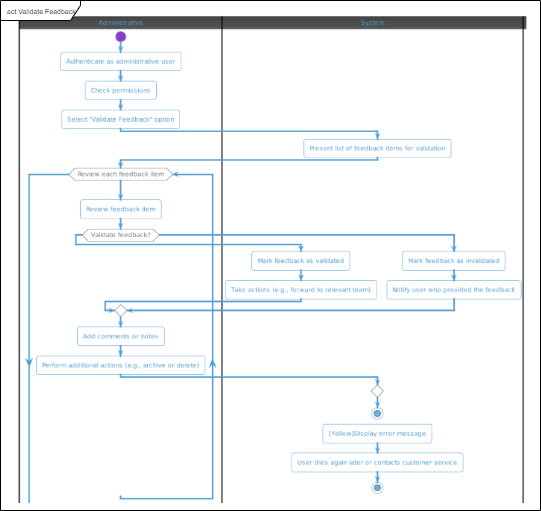 act Validate Feedback
Administrative
System
Authenticate as administrative user
Check permissions
Select "Validate Feedback" option
Present list of feedback items for validation
Review each feedback item
Review feedback item
Validate feedback?
Mark feedback as validated
Mark feedback as invalidated
Take actions (e.g., forward to relevant team)
Notify user who provided the feedback
Add comments or notes
Perform additional actions (e.g., archive or delete)
[Yellow]Display error message
User tries again later or contacts customer service